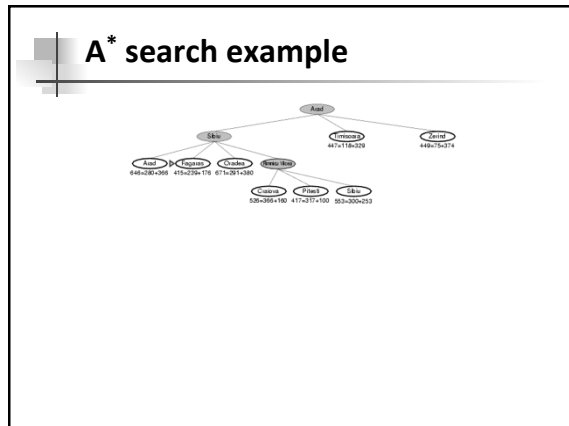 A* search example
Arad
Sibiu Timisoara Zerind
447=118+329 449=75+374
Arad Fagaras Oradea Rimnicu Vilcea
646=280+366 415=239+176 671=291+380
Craiova Pitesti Sibiu
526=366+160 417=317+100 553=300+253